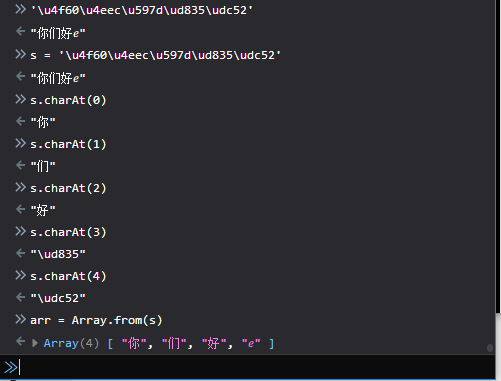 >> '\u4f60\u4eec\u597d\ud835\udc52'
← "你们好𝑒"
>> s = '\u4f60\u4eec\u597d\ud835\udc52'
← "你们好𝑒"
>> s.charAt(0)
← "你"
>> s.charAt(1)
← "们"
>> s.charAt(2)
← "好"
>> s.charAt(3)
← "\ud835"
>> s.charAt(4)
← "\udc52"
>> arr = Array.from(s)
← ▶ Array(4) [ "你", "们", "好", "𝑒" ]
>>